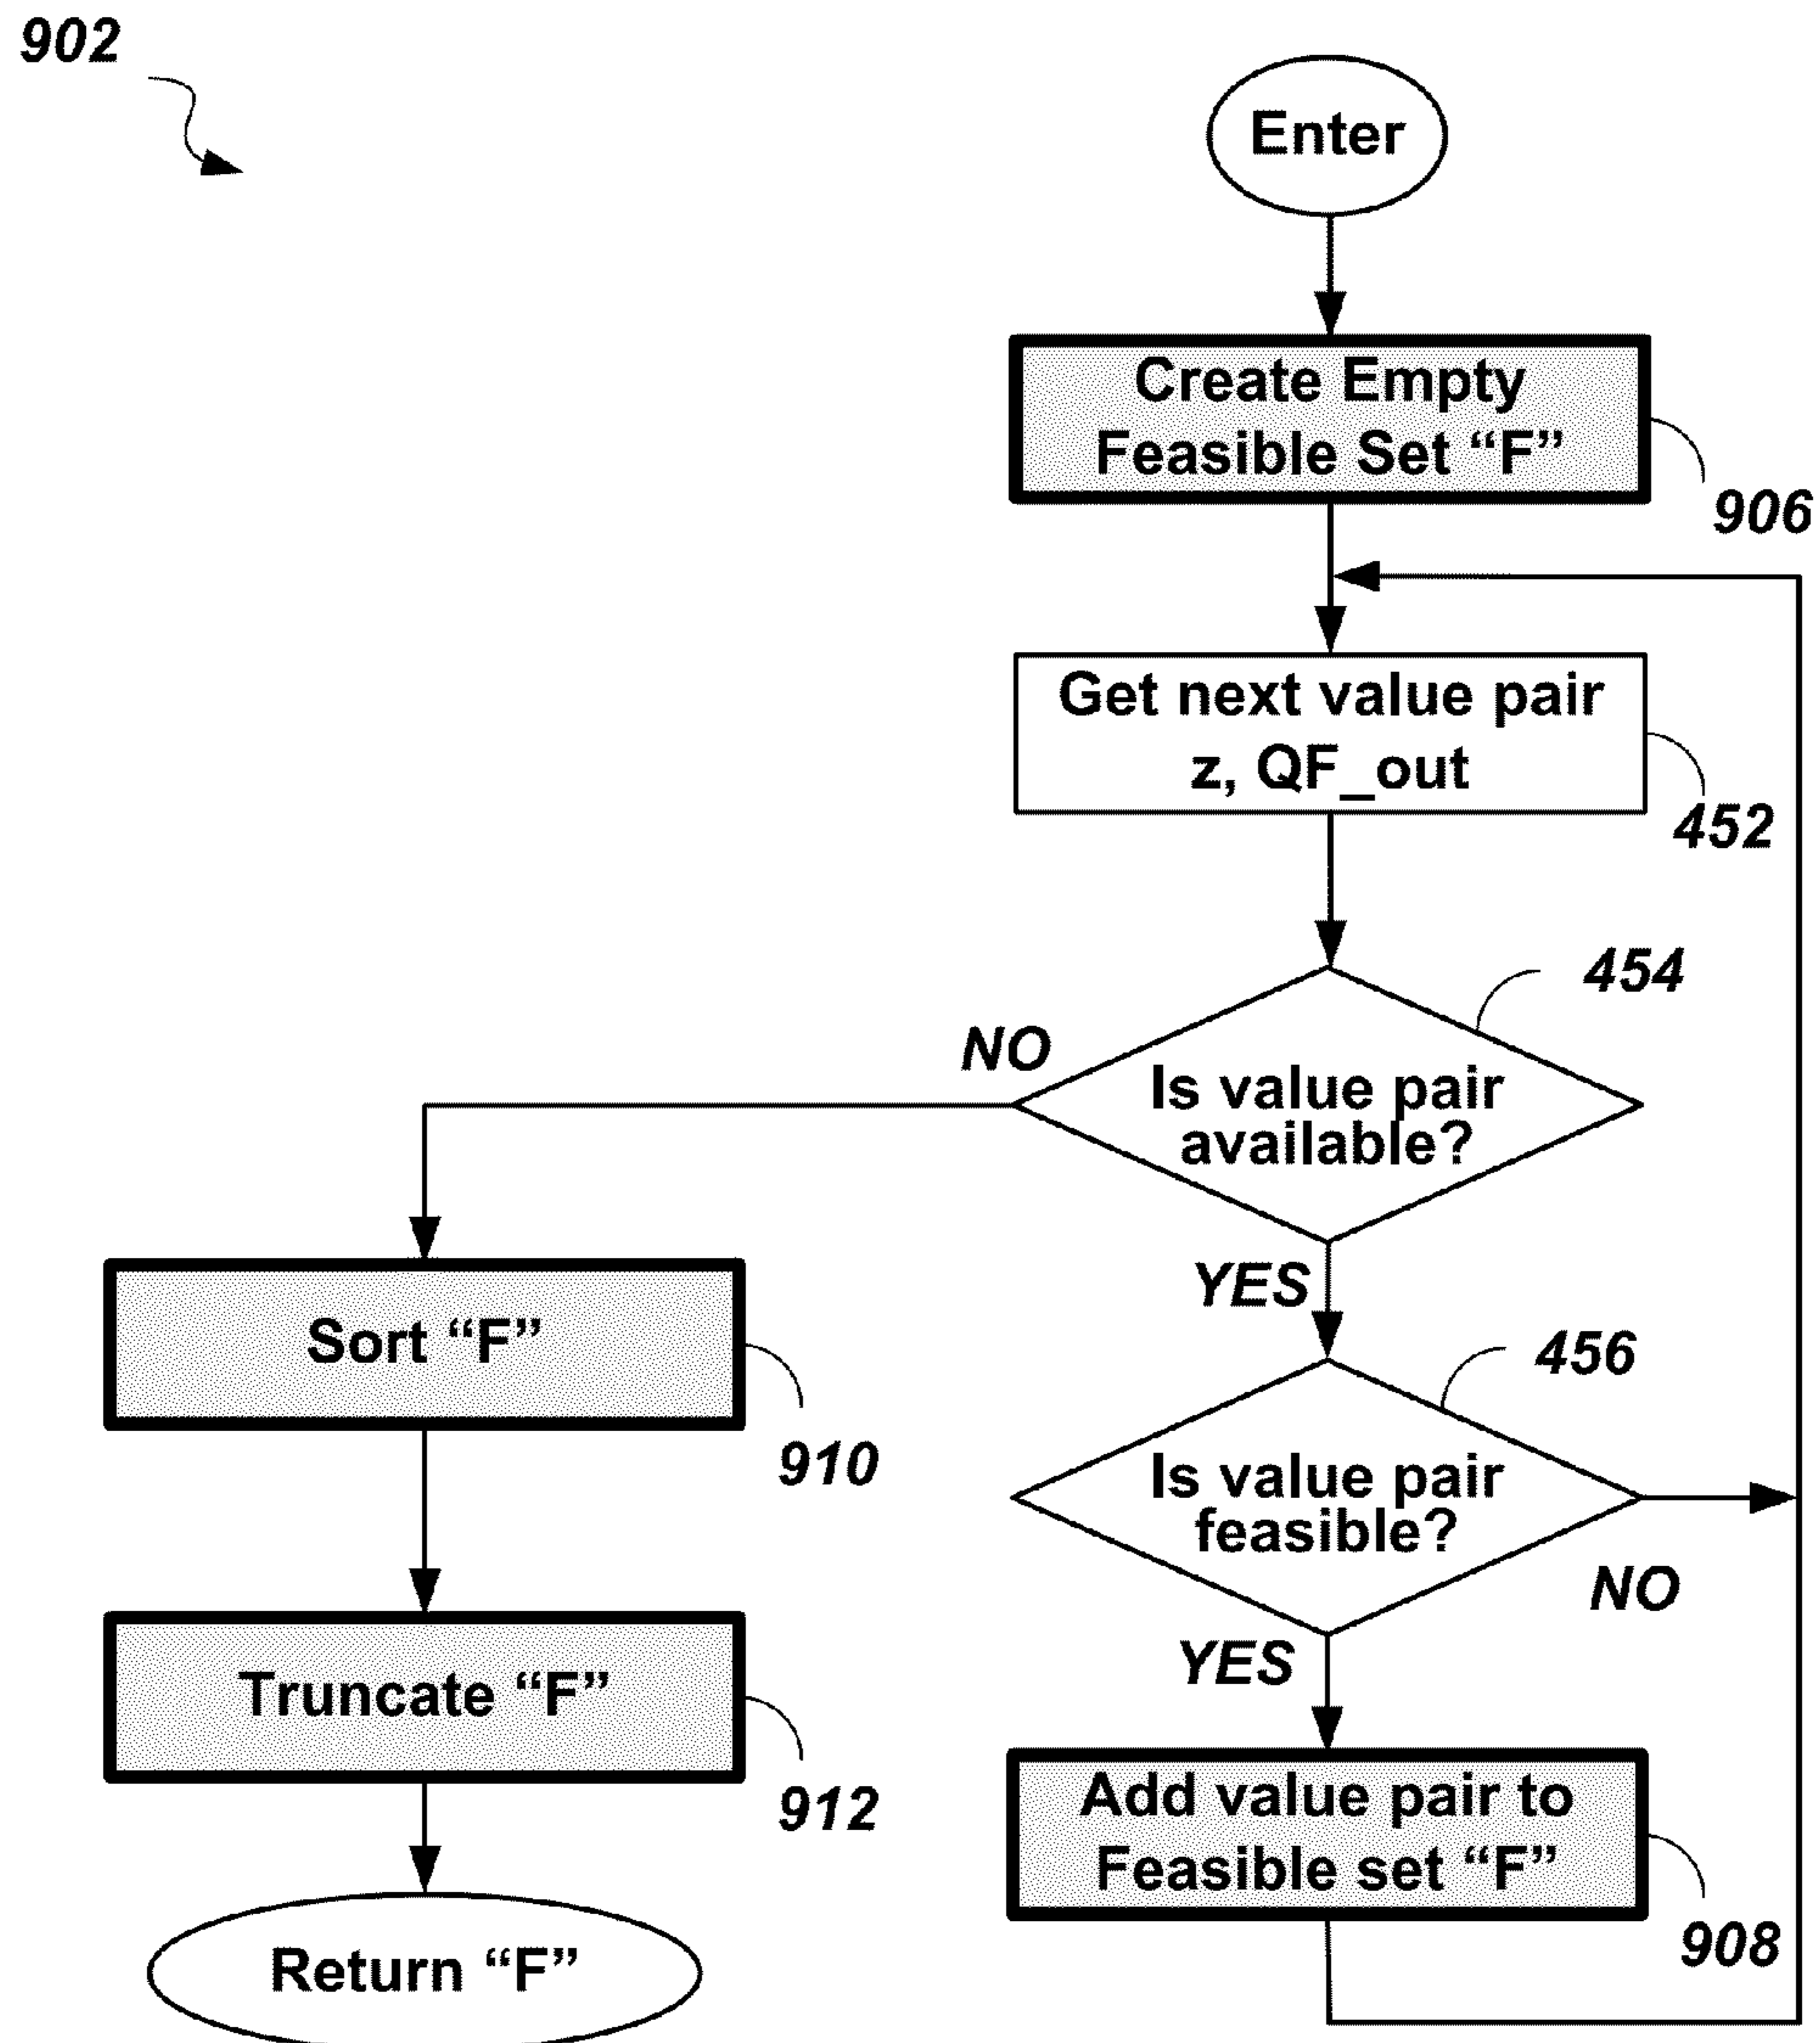 902
Enter
Create Empty
Feasible Set “F”
906
Get next value pair
z, QF_out
452
454
NO
Is value pair
available?
YES
Sort “F”
910
456
Is value pair
feasible?
NO
YES
Truncate “F”
912
Add value pair to
Feasible set “F”
908
Return “F”